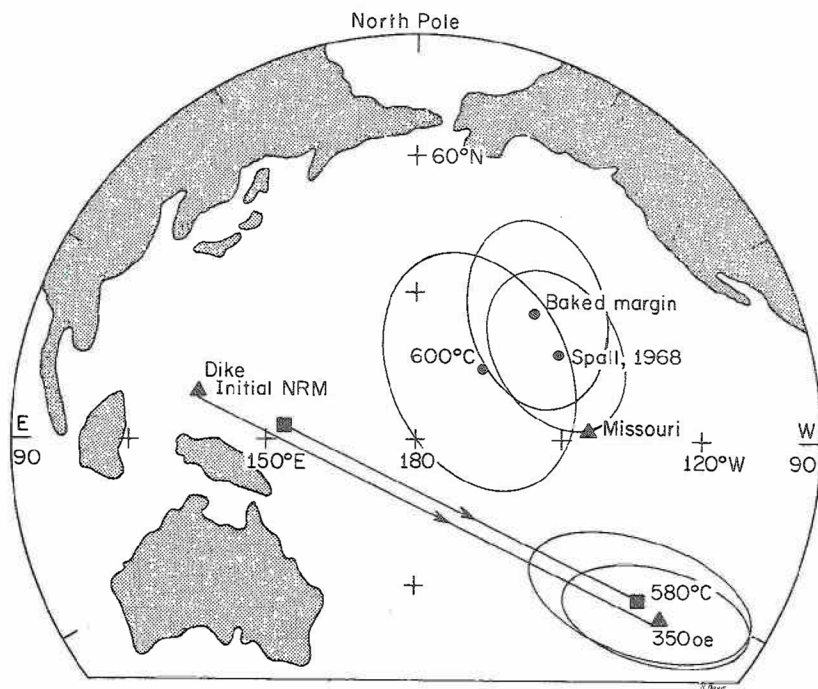 North Pole
60°N
Baked margin
600°C
Spall, 1968
Dike
Initial NRM
Missouri
E
90
150°E
180
120°W
W
90
580°C
350oe